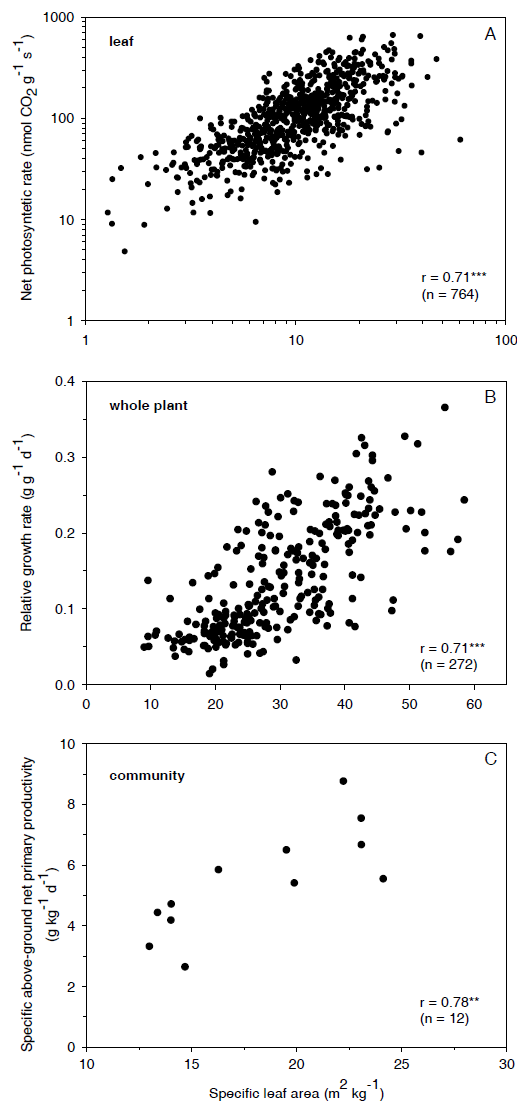 1000
A
leaf
100
10
1
Net photosyntetic rate (nmol CO2 g-1 s-1)
r = 0.71***
(n = 764)
1 10 100
0.4
B
whole plant
0.3
0.2
0.1
0.0
Relative growth rate (g g-1 d-1)
r = 0.71***
(n = 272)
0 10 20 30 40 50 60
10
C
community
8
6
4
2
0
Specific above-ground net primary productivity
(g kg-1 d-1)
r = 0.78**
(n = 12)
10 15 20 25 30
Specific leaf area (m2 kg-1)